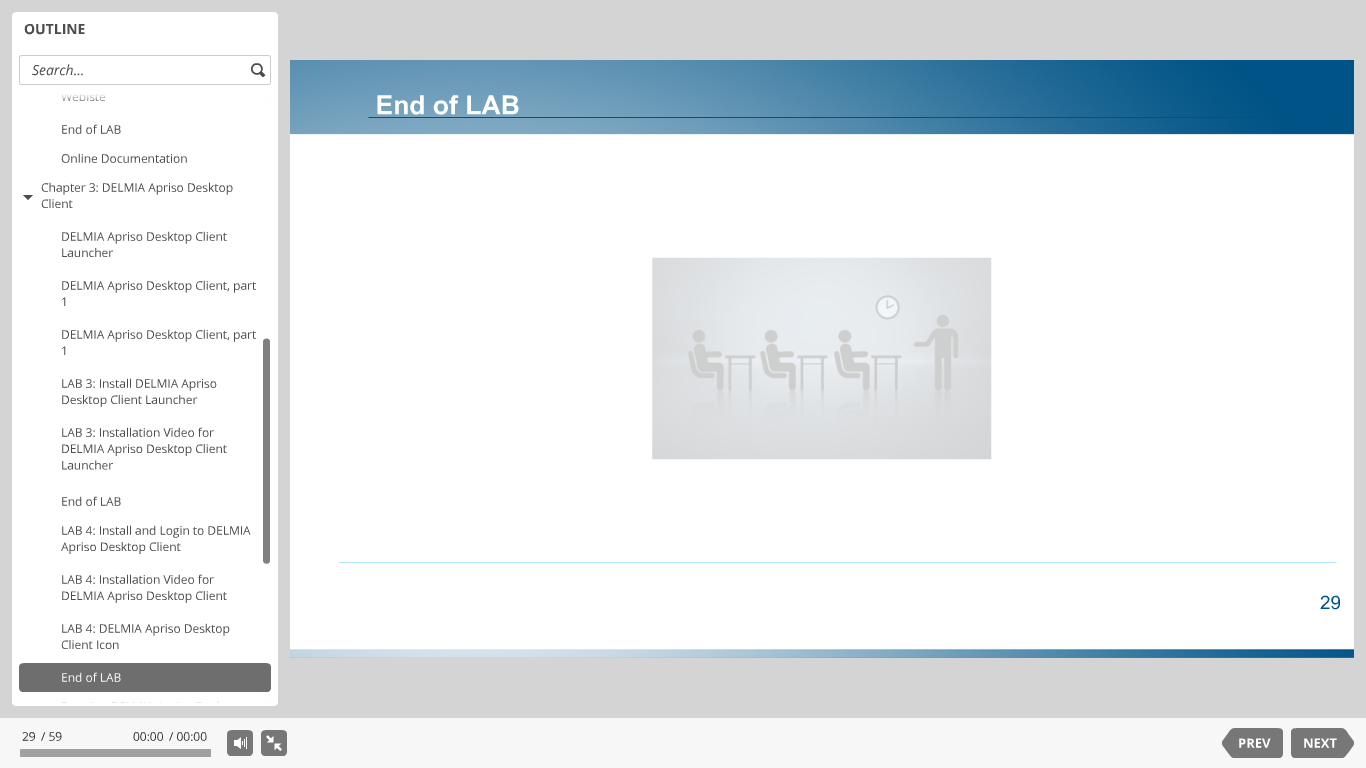 OUTLINE
Search...
Webiste
End of LAB
Online Documentation
Chapter 3: DELMIA Apriso Desktop
Client
DELMIA Apriso Desktop Client
Launcher
DELMIA Apriso Desktop Client, part
1
DELMIA Apriso Desktop Client, part
1
LAB 3: Install DELMIA Apriso
Desktop Client Launcher
LAB 3: Installation Video for
DELMIA Apriso Desktop Client
Launcher
End of LAB
LAB 4: Install and Login to DELMIA
Apriso Desktop Client
LAB 4: Installation Video for
DELMIA Apriso Desktop Client
LAB 4: DELMIA Apriso Desktop
Client Icon
End of LAB
End of LAB
29
29 / 59
00:00 / 00:00
PREV
NEXT